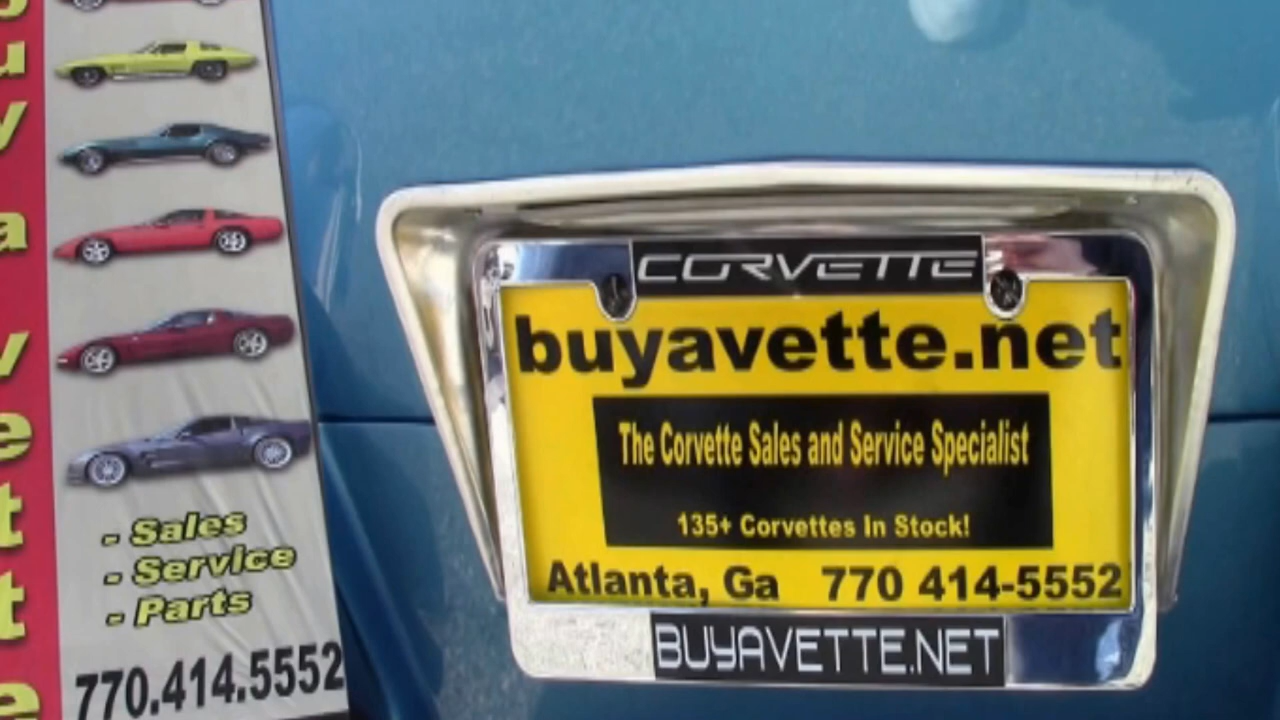 buyavette
- Sales
- Service
- Parts
770.414.5552
CORVETTE
buyavette.net
The Corvette Sales and Service Specialist
135+ Corvettes In Stock!
Atlanta, Ga 770 414-5552
BUYAVETTE.NET